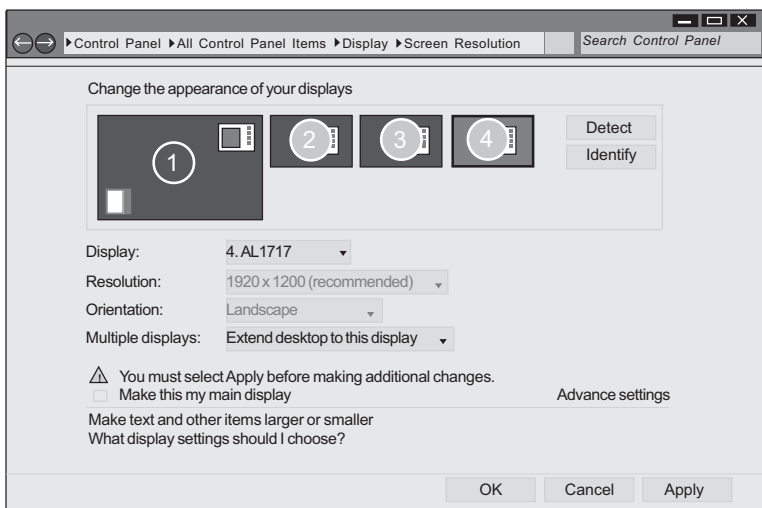 Control Panel All Control Panel Items Display Screen Resolution Search Control Panel
Change the appearance of your displays
1 2 3 4
Detect
Identify
Display: 4. AL1717
Resolution: 1920 x 1200 (recommended)
Orientation: Landscape
Multiple displays: Extend desktop to this display
You must select Apply before making additional changes.
Make this my main display Advance settings
Make text and other items larger or smaller
What display settings should I choose?
OK Cancel Apply